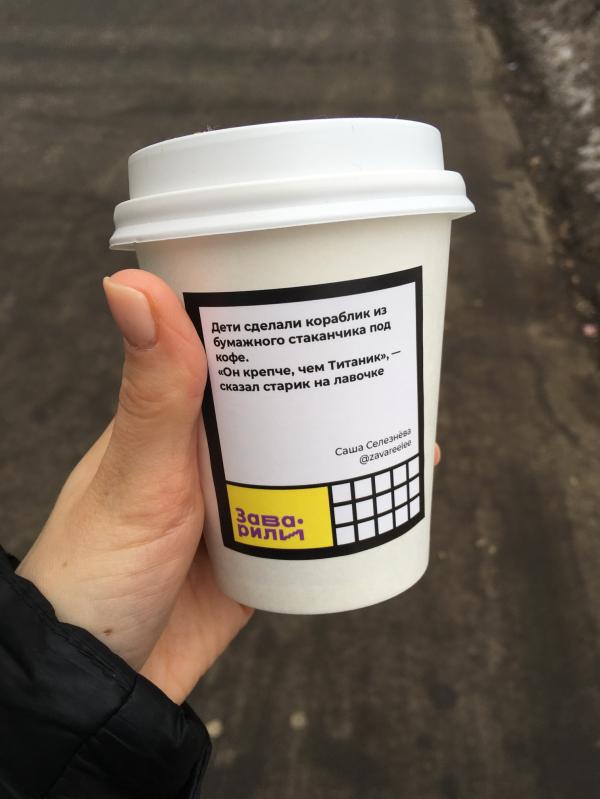 Дети сделали кораблик из
бумажного стаканчика под
кофе.
«Он крепче, чем Титаник», —
сказал старик на лавочке
Саша Селезнёва
@zavareelee
Зава.
рили